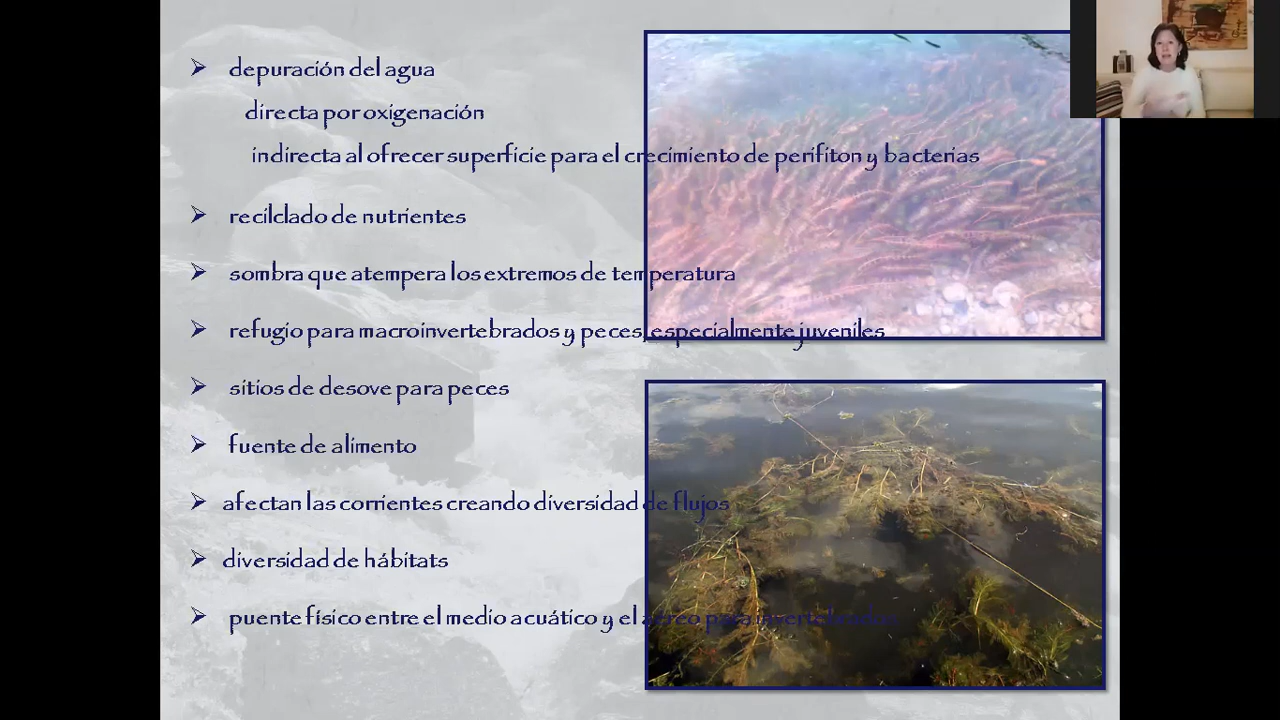 depuración del agua
directa por oxigenación
indirecta al ofrecer superficie para el crecimiento de perifiton y bacterias
recilclado de nutrientes
sombra que atempera los extremos de temperatura
refugio para macroinvertebrados y peces, especialmente juveniles
sitios de desove para peces
fuente de alimento
afectan las corrientes creando diversidad de flujos
diversidad de hábitats
puente físico entre el medio acuático y el aéreo para invertebrados